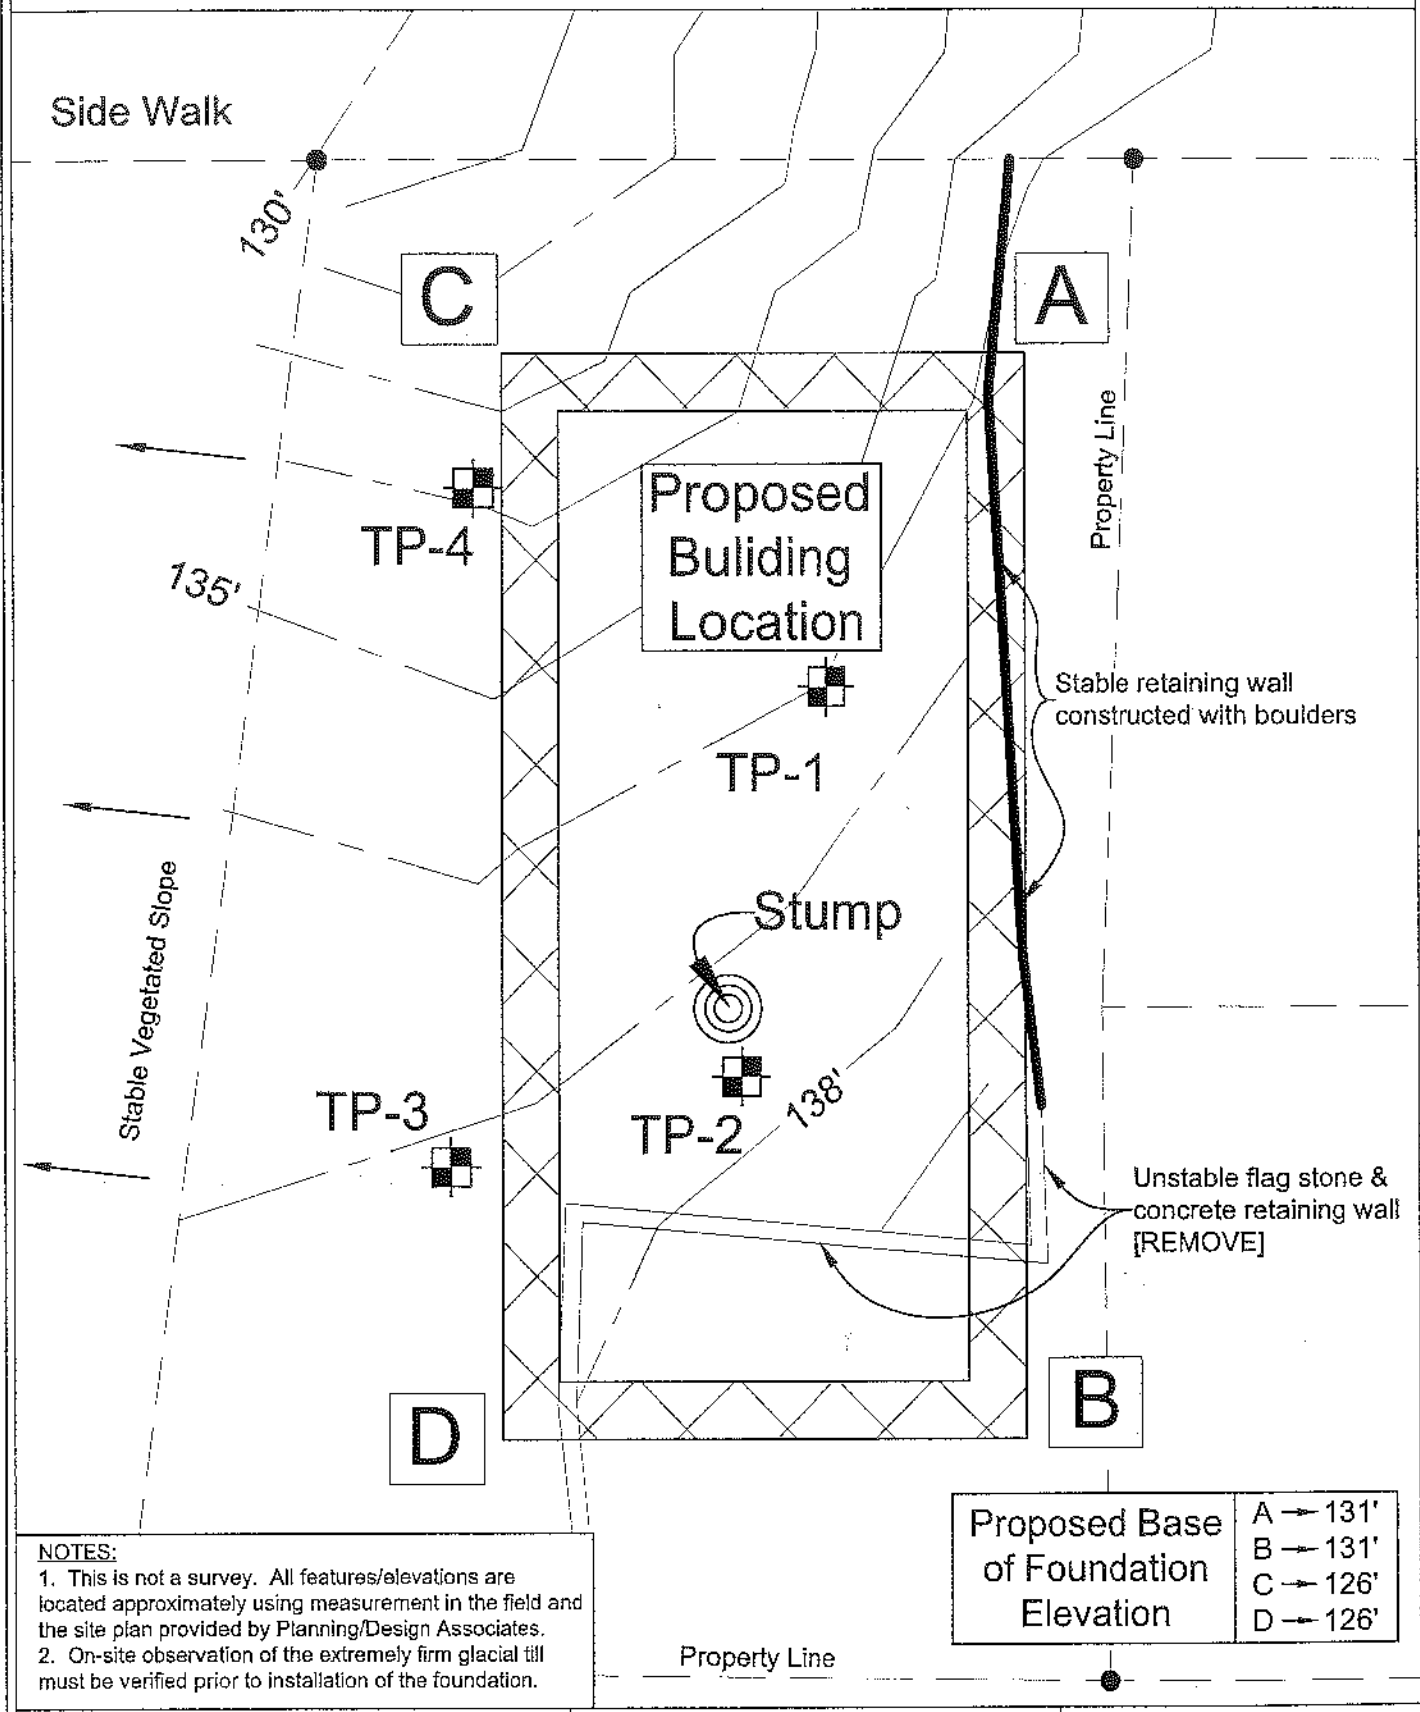 Side Walk
130'
C
A
Property Line
Proposed
Buliding
Location
TP-4
135'
TP-1
Stable retaining wall
constructed with boulders
Stump
Stable Vegetated Slope
TP-3
TP-2
138'
Unstable flag stone &
concrete retaining wall
[REMOVE]
D
B
Proposed Base
of Foundation
Elevation
A → 131'
B → 131'
C → 126'
D → 126'
NOTES:
1. This is not a survey. All features/elevations are
located approximately using measurement in the field and
the site plan provided by Planning/Design Associates.
2. On-site observation of the extremely firm glacial till
must be verified prior to installation of the foundation.
Property Line